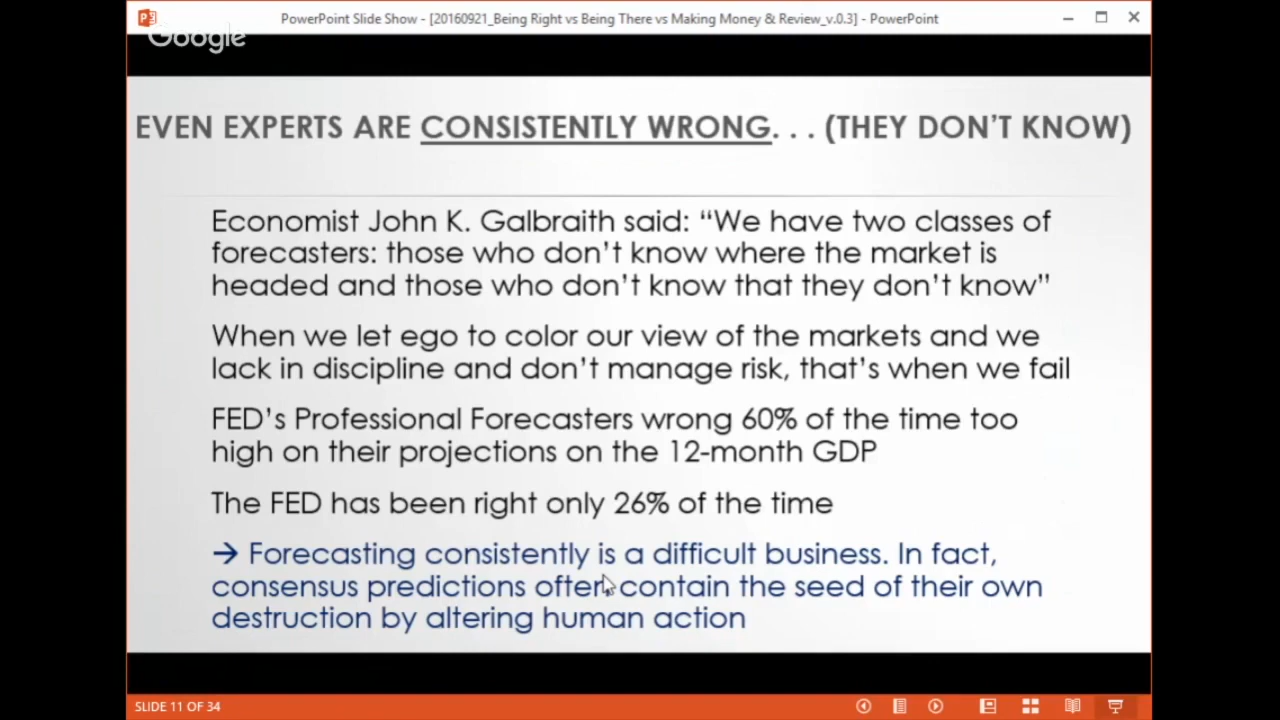 PowerPoint Slide Show - [20160921_Being Right vs Being There vs Making Money & Review_v.0.3] - PowerPoint
Google
EVEN EXPERTS ARE CONSISTENTLY WRONG. . . (THEY DON'T KNOW)
Economist John K. Galbraith said: “We have two classes of
forecasters: those who don't know where the market is
headed and those who don't know that they don't know”
When we let ego to color our view of the markets and we
lack in discipline and don't manage risk, that's when we fail
FED's Professional Forecasters wrong 60% of the time too
high on their projections on the 12-month GDP
The FED has been right only 26% of the time
→ Forecasting consistently is a difficult business. In fact,
consensus predictions often contain the seed of their own
destruction by altering human action
SLIDE 11 OF 34